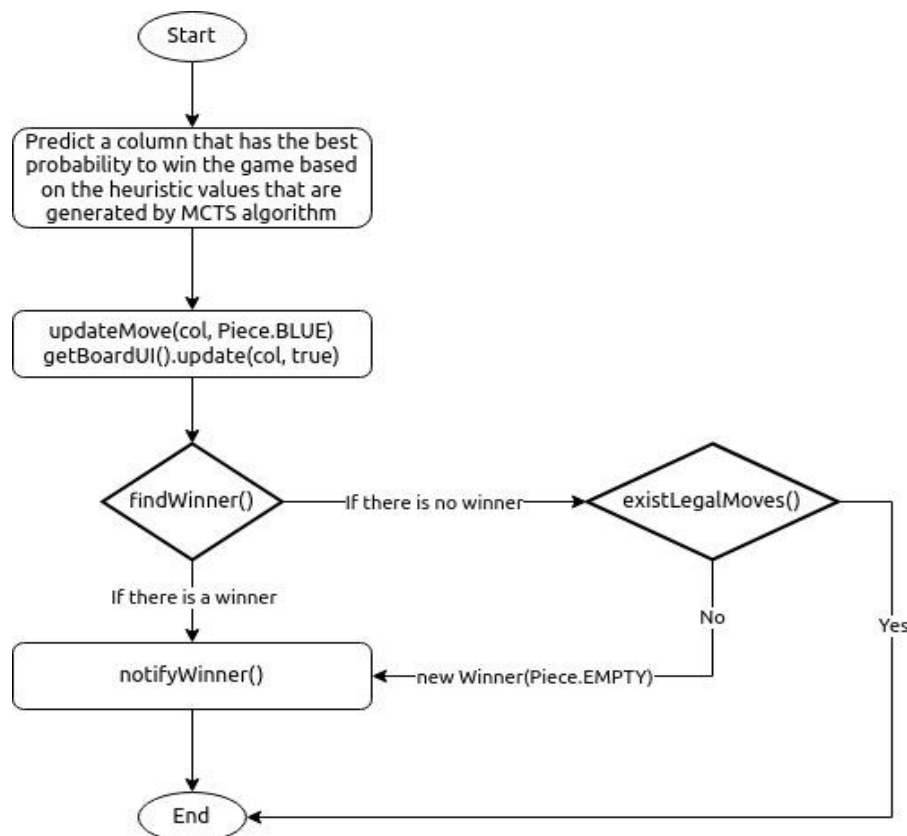 Start
Predict a column that has the best
probability to win the game based
on the heuristic values that are
generated by MCTS algorithm
updateMove(col, Piece.BLUE)
getBoardUI().update(col, true)
findWinner()
If there is no winner
existLegalMoves()
If there is a winner
No
Yes
notifyWinner()
new Winner(Piece.EMPTY)
End